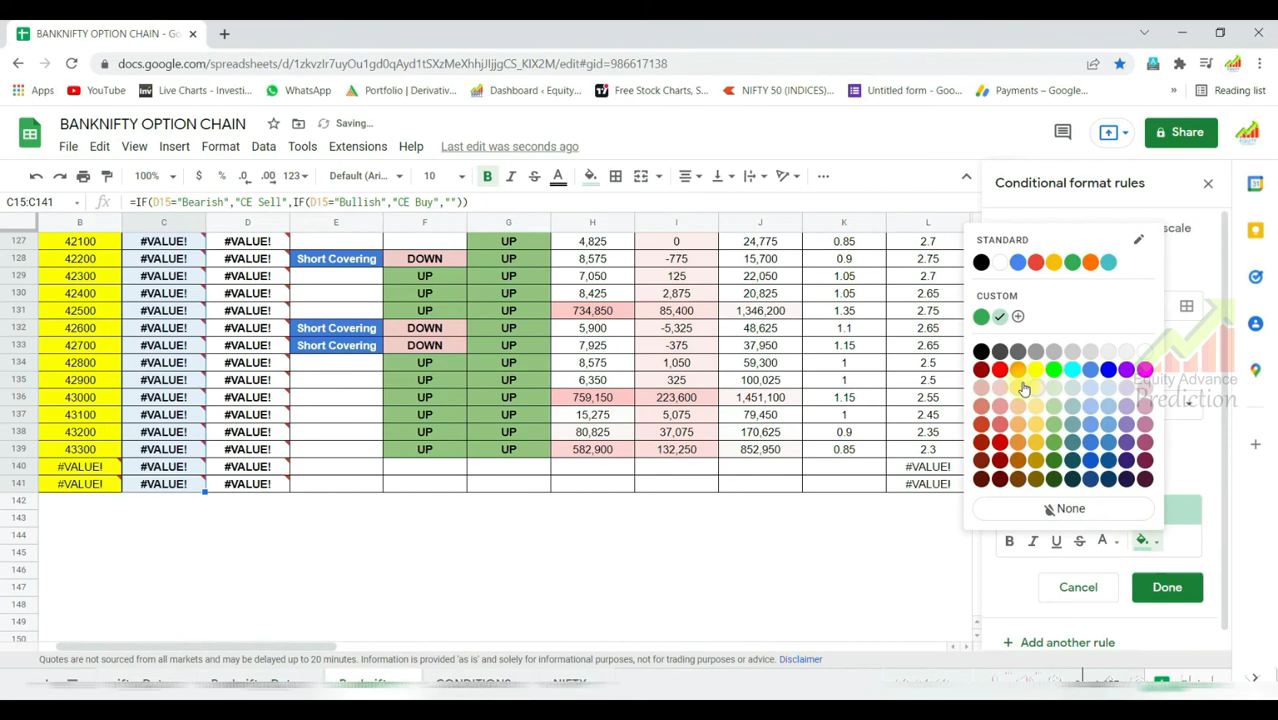 BANKNIFTY OPTION CHAIN - Go
docs.google.com/spreadsheets/d/1zkvzIr7uyOu1gd0qAyd1tSXzMeXhhjJIjjgCS_KIX2M/edit#gid=986617138
Apps YouTube Live Charts - Investi... WhatsApp Portfolio | Derivativ... Dashboard ‹ Equity... Free Stock Charts, S... NIFTY 50 (INDICES)... Untitled form - Goo... Payments – Google... » Reading list
BANKNIFTY OPTION CHAIN Saving... Share
File Edit View Insert Format Data Tools Extensions Help Last edit was seconds ago
100% $ % .0 .00 123 Default (Ari... 10 B I S A Conditional format rules
C15:C141 fx =IF(D15="Bearish","CE Sell",IF(D15="Bullish","CE Buy",""))
B C D E F G H I J K L scale
STANDARD
127 42100 #VALUE! #VALUE! UP 4,825 0 24,775 0.85 2.7
128 42200 #VALUE! #VALUE! Short Covering DOWN UP 8,575 -775 15,700 0.9 2.75
129 42300 #VALUE! #VALUE! UP UP 7,050 125 22,050 1.05 2.7
130 42400 #VALUE! #VALUE! UP UP 8,425 2,875 20,825 1.05 2.65
CUSTOM
131 42500 #VALUE! #VALUE! UP UP 734,850 85,400 1,346,200 1.35 2.75
132 42600 #VALUE! #VALUE! Short Covering DOWN UP 5,900 -5,325 48,625 1.1 2.65
133 42700 #VALUE! #VALUE! Short Covering DOWN UP 7,925 -375 37,950 1.15 2.65
134 42800 #VALUE! #VALUE! UP UP 8,575 1,050 59,300 1 2.5
135 42900 #VALUE! #VALUE! UP UP 6,350 325 100,025 1 2.5
Equity Advance
Prediction
136 43000 #VALUE! #VALUE! UP UP 759,150 223,600 1,451,100 1.15 2.55
137 43100 #VALUE! #VALUE! UP UP 15,275 5,075 79,450 1 2.45
138 43200 #VALUE! #VALUE! UP UP 80,825 37,075 170,625 0.9 2.35
139 43300 #VALUE! #VALUE! UP UP 582,900 132,250 852,950 0.85 2.3
140 #VALUE! #VALUE! #VALUE! #VALUE!
141 #VALUE! #VALUE! #VALUE! #VALUE!
142
None
143
144 B I U S A
145
146
147 Cancel Done
148
149
150 + Add another rule
Quotes are not sourced from all markets and may be delayed up to 20 minutes. Information is provided 'as is' and solely for informational purposes, not for trading purposes or advice. Disclaimer
CONDITIONS NIFTY